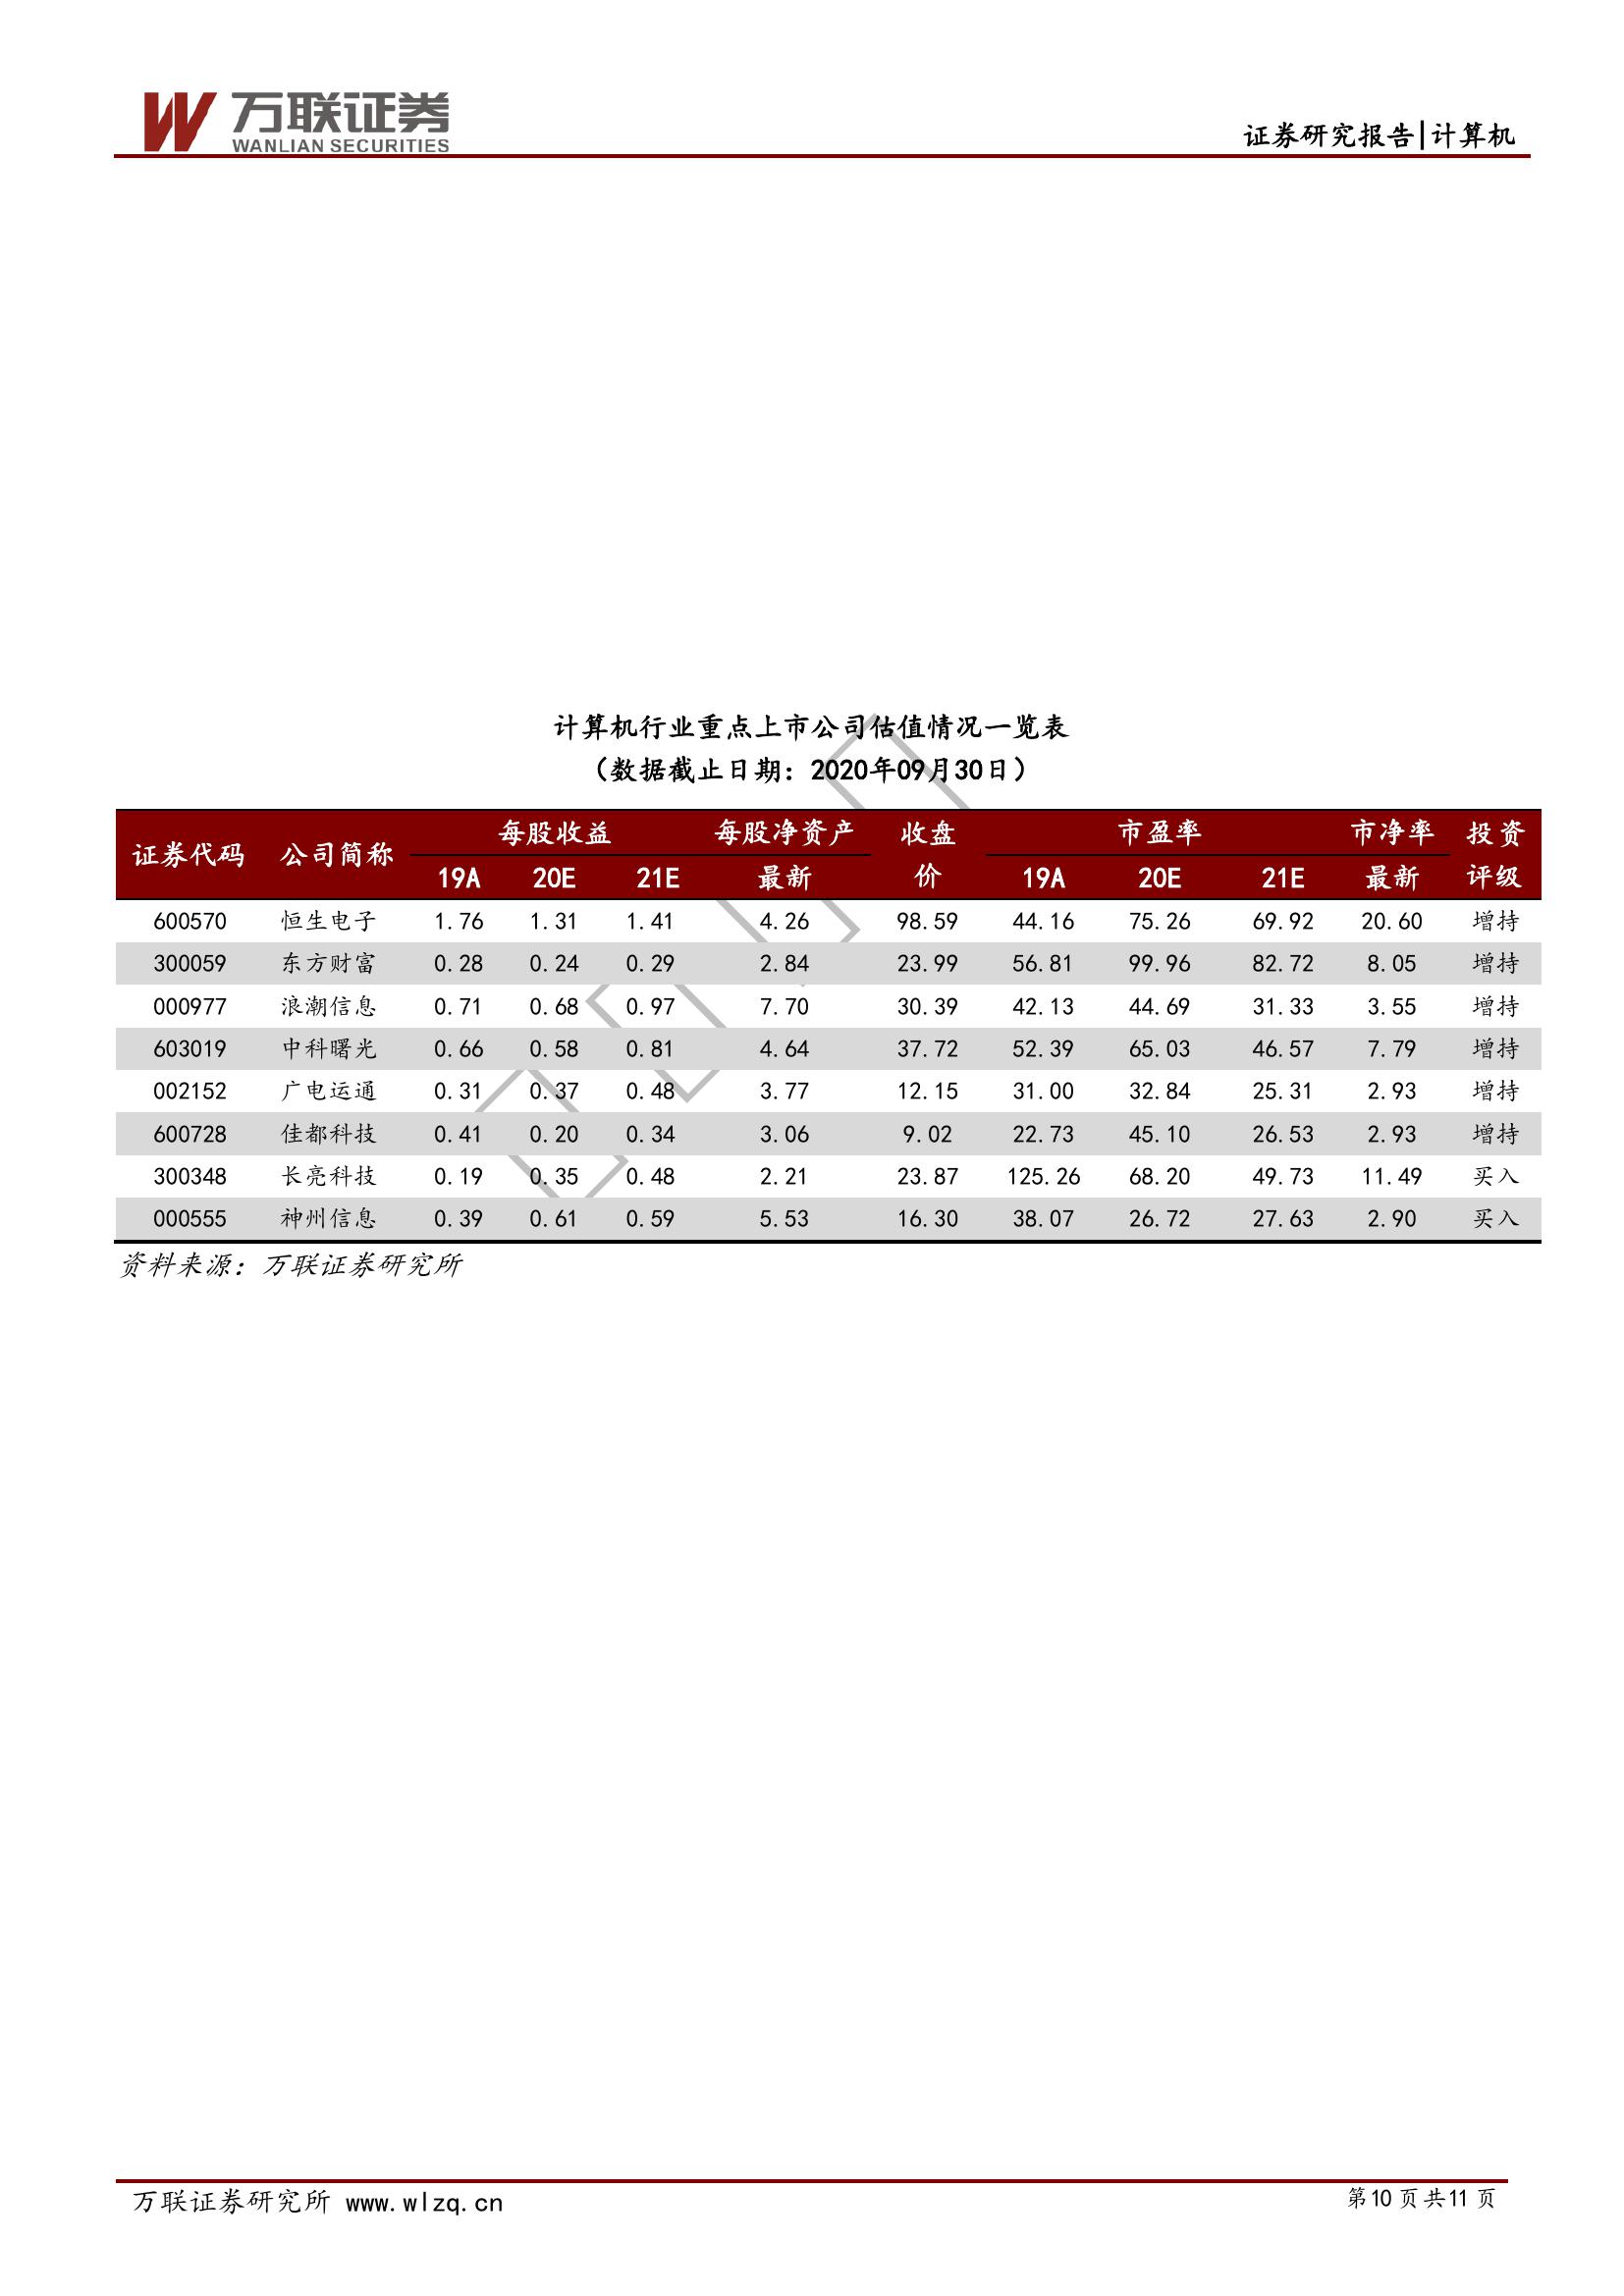 万联证券
WANLIAN SECURITIES
证券研究报告|计算机
计算机行业重点上市公司估值情况一览表
（数据截止日期：2020年09月30日）
证券代码 公司简称 每股收益 每股净资产 收盘 市盈率 市净率 投资
19A 20E 21E 最新 价 19A 20E 21E 最新 评级
600570 恒生电子 1.76 1.31 1.41 4.26 98.59 44.16 75.26 69.92 20.60 增持
300059 东方财富 0.28 0.24 0.29 2.84 23.99 56.81 99.96 82.72 8.05 增持
000977 浪潮信息 0.71 0.68 0.97 7.70 30.39 42.13 44.69 31.33 3.55 增持
603019 中科曙光 0.66 0.58 0.81 4.64 37.72 52.39 65.03 46.57 7.79 增持
002152 广电运通 0.31 0.37 0.48 3.77 12.15 31.00 32.84 25.31 2.93 增持
600728 佳都科技 0.41 0.20 0.34 3.06 9.02 22.73 45.10 26.53 2.93 增持
300348 长亮科技 0.19 0.35 0.48 2.21 23.87 125.26 68.20 49.73 11.49 买入
000555 神州信息 0.39 0.61 0.59 5.53 16.30 38.07 26.72 27.63 2.90 买入
资料来源：万联证券研究所
万联证券研究所 www.wlzq.cn
第10页共11页